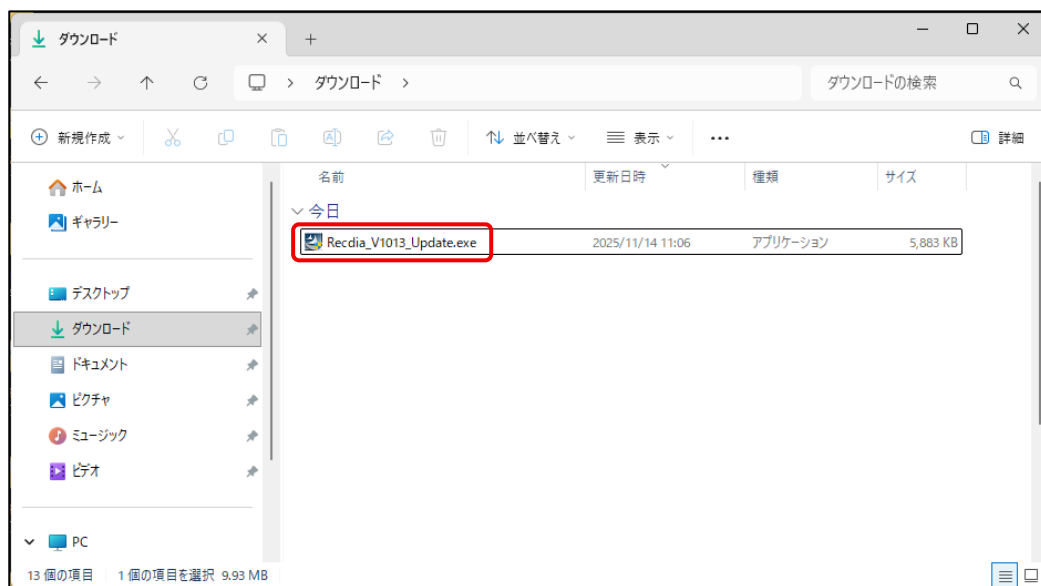 ダウンロード
ダウンロード
ダウンロードの検索
新規作成
並べ替え
表示
詳細
名前
更新日時
種類
サイズ
ホーム
ギャラリー
今日
Recdia_V1013_Update.exe 2025/11/14 11:06 アプリケーション 5,883 KB
デスクトップ
ダウンロード
ドキュメント
ピクチャ
ミュージック
ビデオ
PC
13 個の項目 1 個の項目を選択 9.93 MB